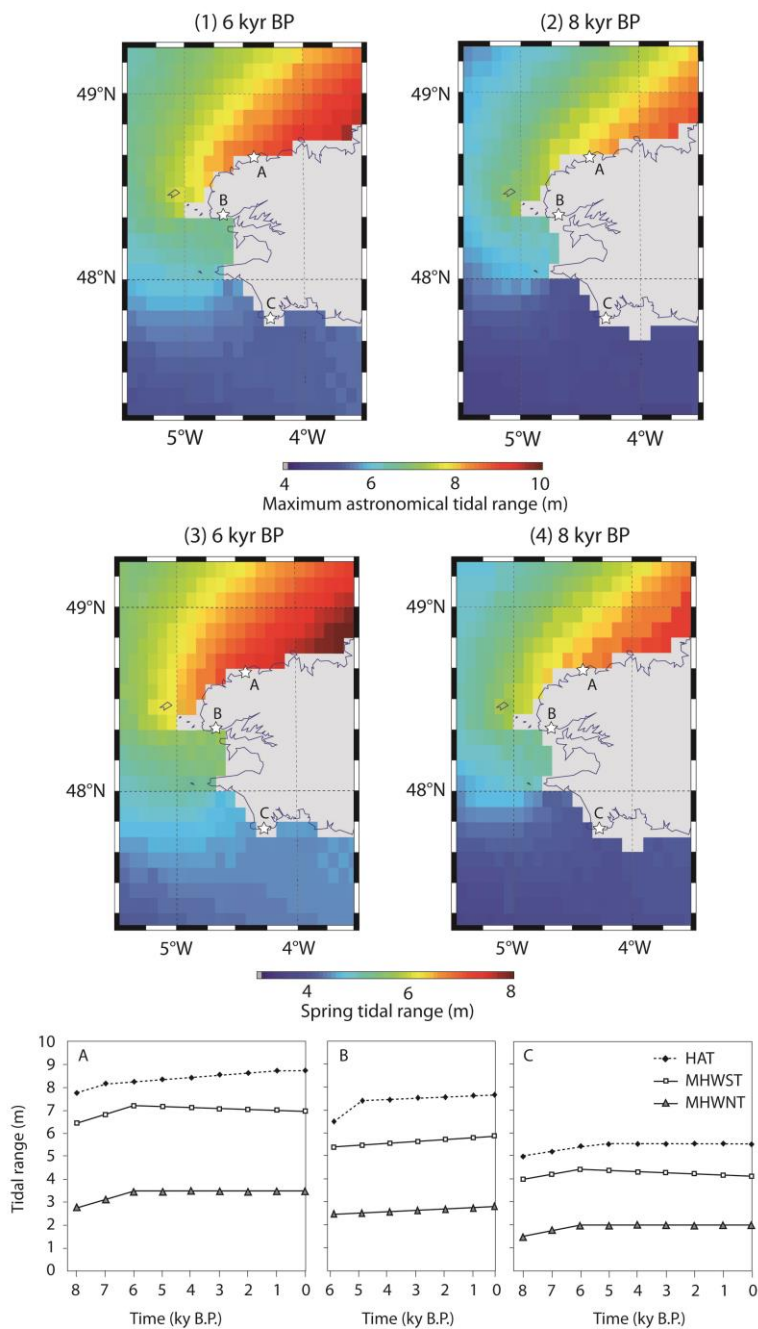 (1) 6 kyr BP (2) 8 kyr BP
49°N 49°N
A A
B B
48°N 48°N
C C
5°W 4°W 5°W 4°W
4 6 8 10
Maximum astronomical tidal range (m)
(3) 6 kyr BP (4) 8 kyr BP
49°N 49°N
A A
B B
48°N 48°N
C C
5°W 4°W 5°W 4°W
4 6 8
Spring tidal range (m)
10 A B C
9 HAT
8 MHWST
7 MHWNT
6
5
4
3
2
1
0
Tidal range (m)
8 7 6 5 4 3 2 1 0 6 5 4 3 2 1 0 8 7 6 5 4 3 2 1 0
Time (ky B.P.) Time (ky B.P.) Time (ky B.P.)